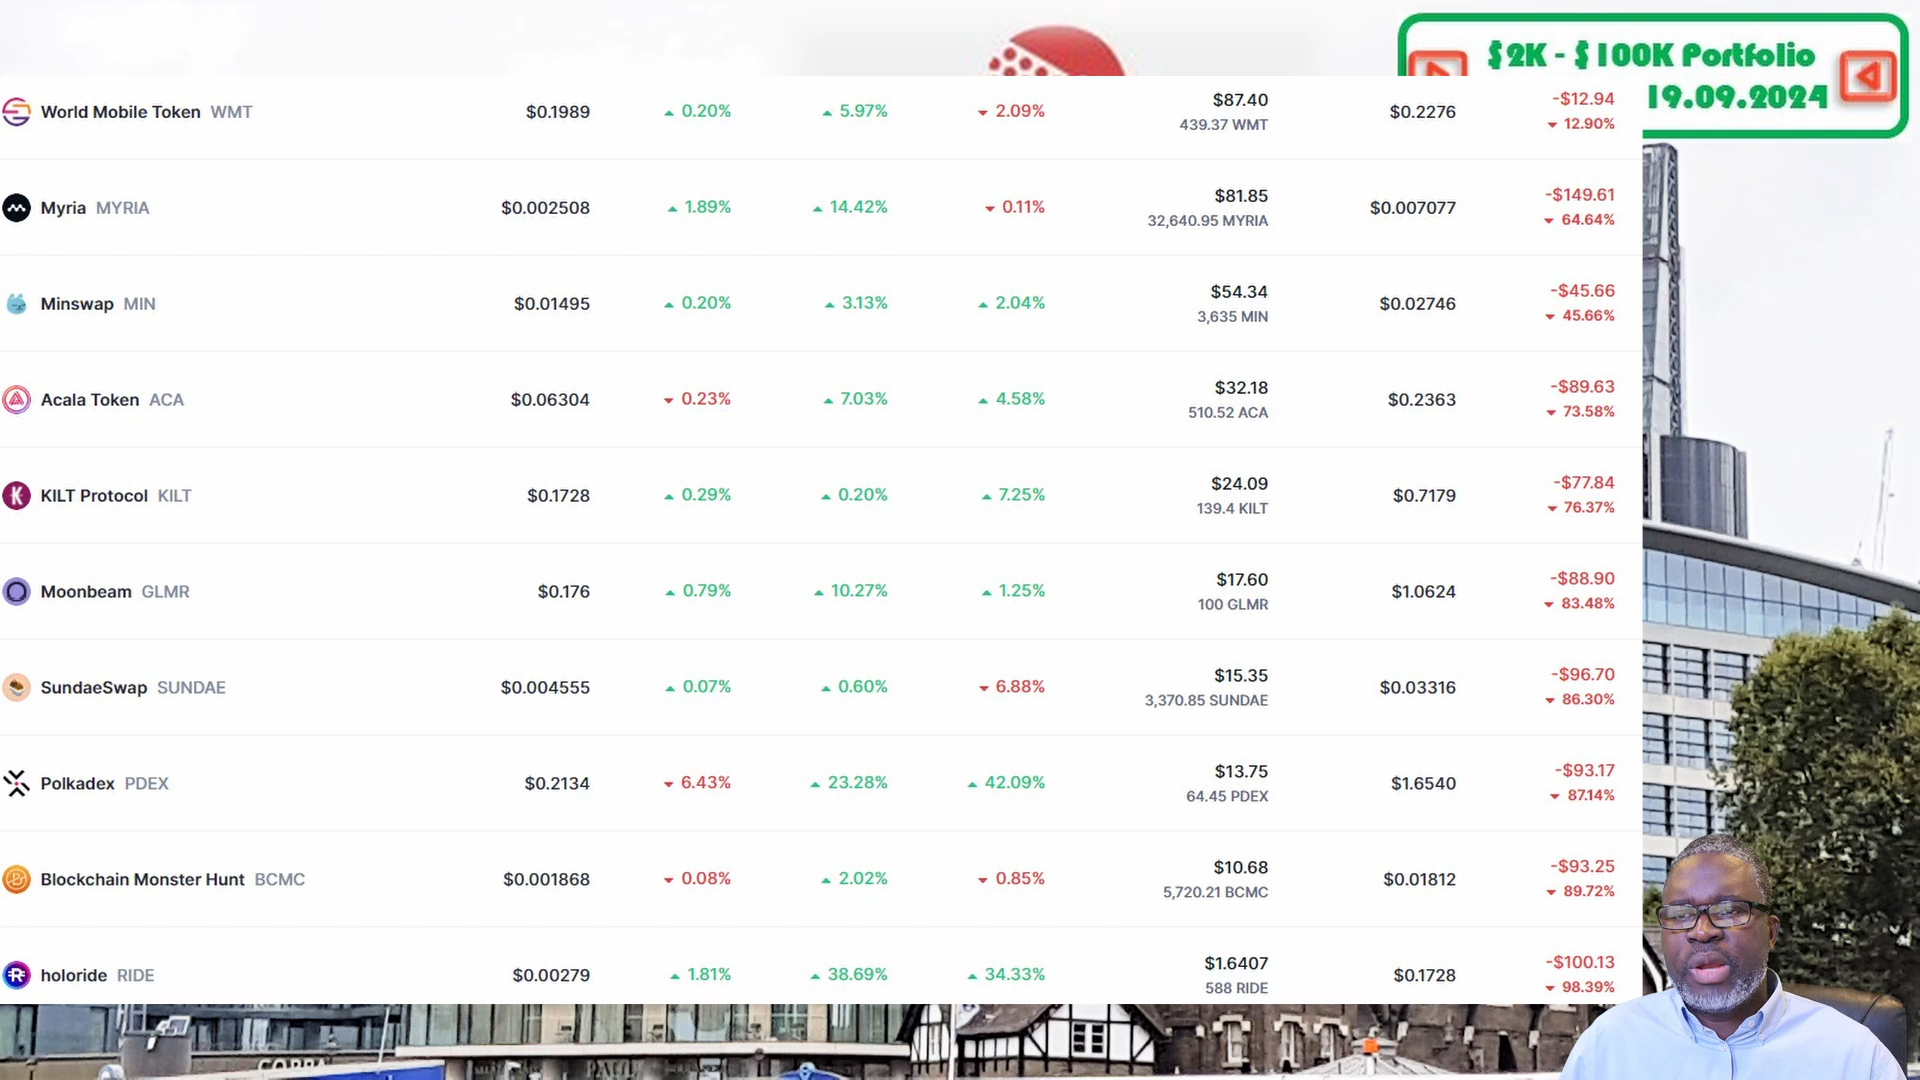 $2K - $100K Portfolio
19.09.2024
World Mobile Token WMT $0.1989 0.20% 5.97% 2.09% $87.40 $0.2276 -$12.94
439.37 WMT 12.90%
Myria MYRIA $0.002508 1.89% 14.42% 0.11% $81.85 $0.007077 -$149.61
32,640.95 MYRIA 64.64%
Minswap MIN $0.01495 0.20% 3.13% 2.04% $54.34 $0.02746 -$45.66
3,635 MIN 45.66%
Acala Token ACA $0.06304 0.23% 7.03% 4.58% $32.18 $0.2363 -$89.63
510.52 ACA 73.58%
KILT Protocol KILT $0.1728 0.29% 0.20% 7.25% $24.09 $0.7179 -$77.84
139.4 KILT 76.37%
Moonbeam GLMR $0.176 0.79% 10.27% 1.25% $17.60 $1.0624 -$88.90
100 GLMR 83.48%
SundaeSwap SUNDAE $0.004555 0.07% 0.60% 6.88% $15.35 $0.03316 -$96.70
3,370.85 SUNDAE 86.30%
Polkadex PDEX $0.2134 6.43% 23.28% 42.09% $13.75 $1.6540 -$93.17
64.45 PDEX 87.14%
Blockchain Monster Hunt BCMC $0.001868 0.08% 2.02% 0.85% $10.68 $0.01812 -$93.25
5,720.21 BCMC 89.72%
holoride RIDE $0.00279 1.81% 38.69% 34.33% $1.6407 $0.1728 -$100.13
588 RIDE 98.39%